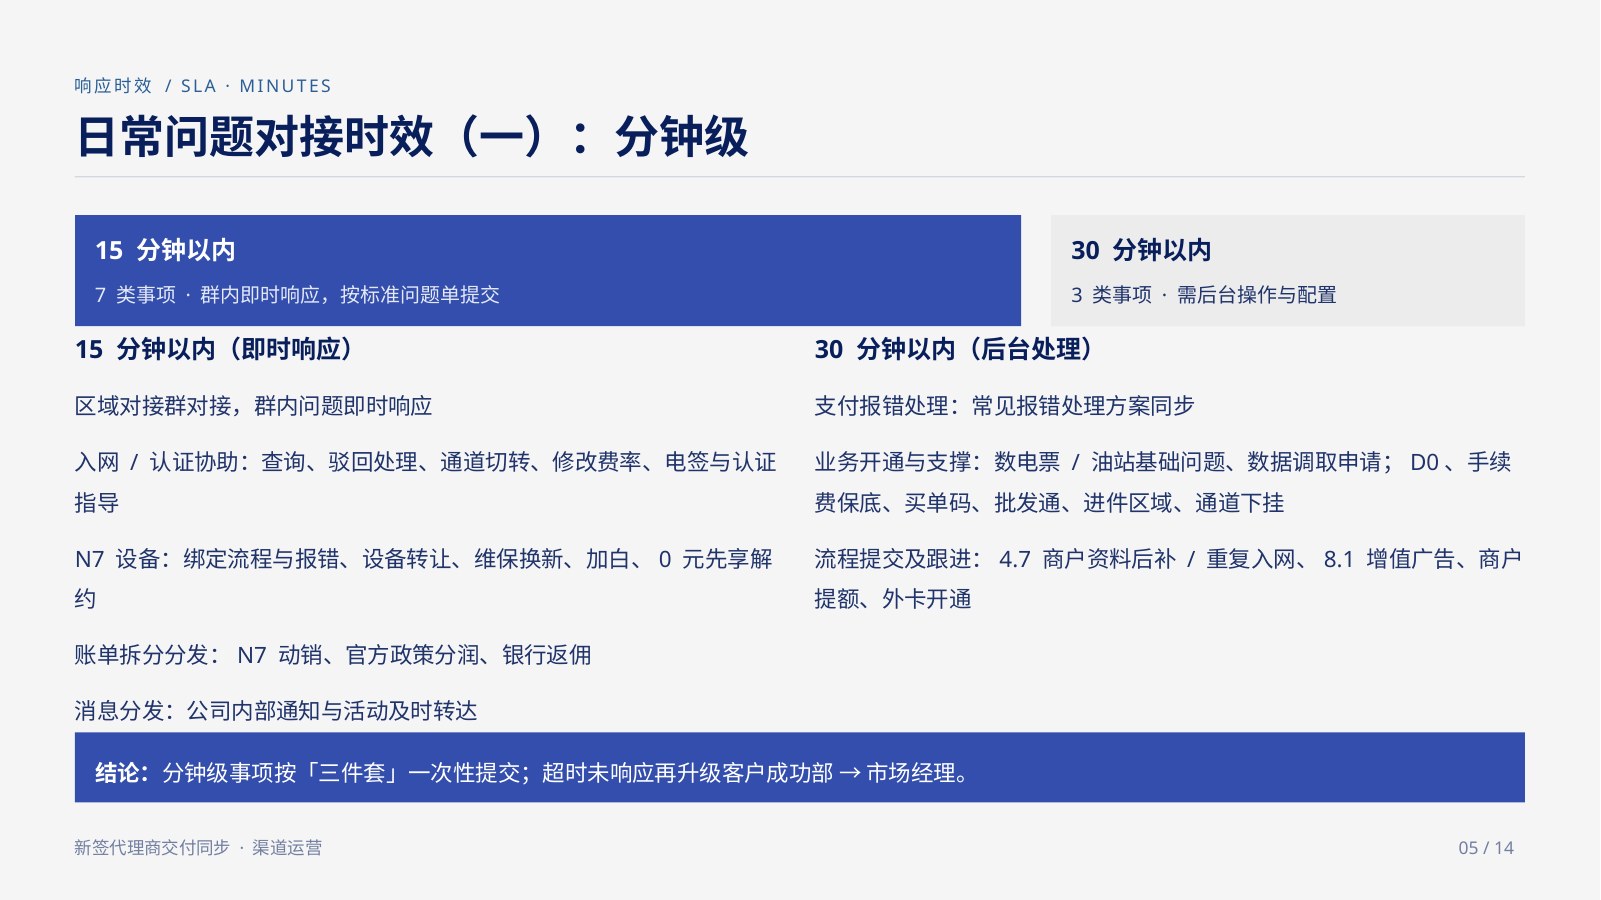 响应时效 / SLA · MINUTES
日常问题对接时效（一）：分钟级
15 分钟以内
7 类事项 · 群内即时响应，按标准问题单提交
30 分钟以内
3 类事项 · 需后台操作与配置
15 分钟以内（即时响应）
区域对接群对接，群内问题即时响应
入网 / 认证协助：查询、驳回处理、通道切转、修改费率、电签与认证
指导
N7 设备：绑定流程与报错、设备转让、维保换新、加白、 0 元先享解
约
账单拆分分发： N7 动销、官方政策分润、银行返佣
消息分发：公司内部通知与活动及时转达
30 分钟以内（后台处理）
支付报错处理：常见报错处理方案同步
业务开通与支撑：数电票 / 油站基础问题、数据调取申请； D0 、手续
费保底、买单码、批发通、进件区域、通道下挂
流程提交及跟进： 4.7 商户资料后补 / 重复入网、 8.1 增值广告、商户
提额、外卡开通
结论：分钟级事项按「三件套」一次性提交；超时未响应再升级客户成功部 → 市场经理。
新签代理商交付同步 · 渠道运营
05 / 14